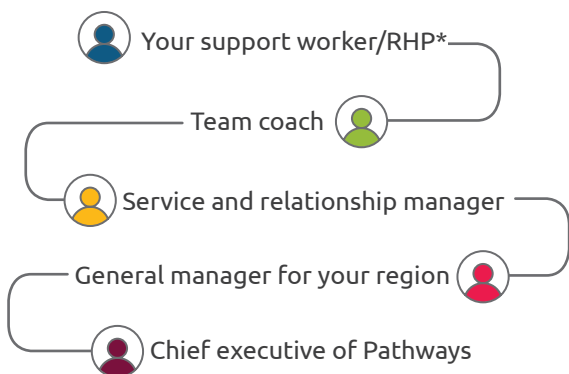 Your support worker/RHP*
Team coach
Service and relationship manager
General manager for your region
Chief executive of Pathways